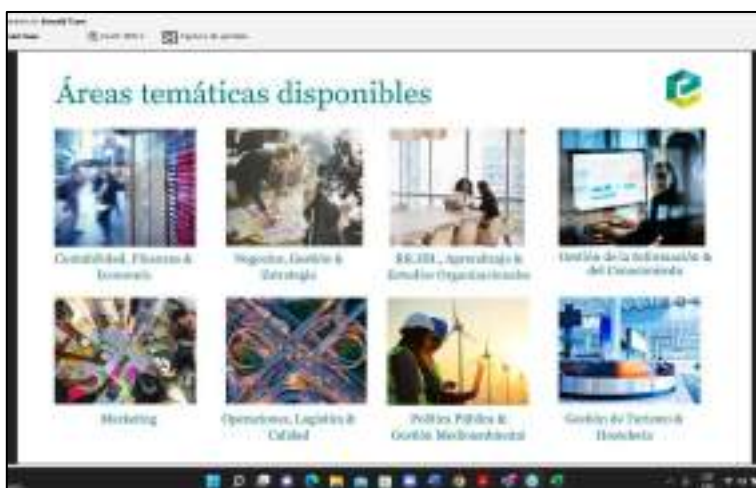 Áreas temáticas disponibles
Contabilidad, Finanzas &
Economía
Negocios, Gestión &
Estrategia
RR.HH., Aprendizaje &
Estudios Organizacionales
Gestión de la Información &
del Conocimiento
Marketing
Operaciones, Logística &
Calidad
Política Pública &
Gestión Medioambiental
Gestión de Turismo &
Hostelería